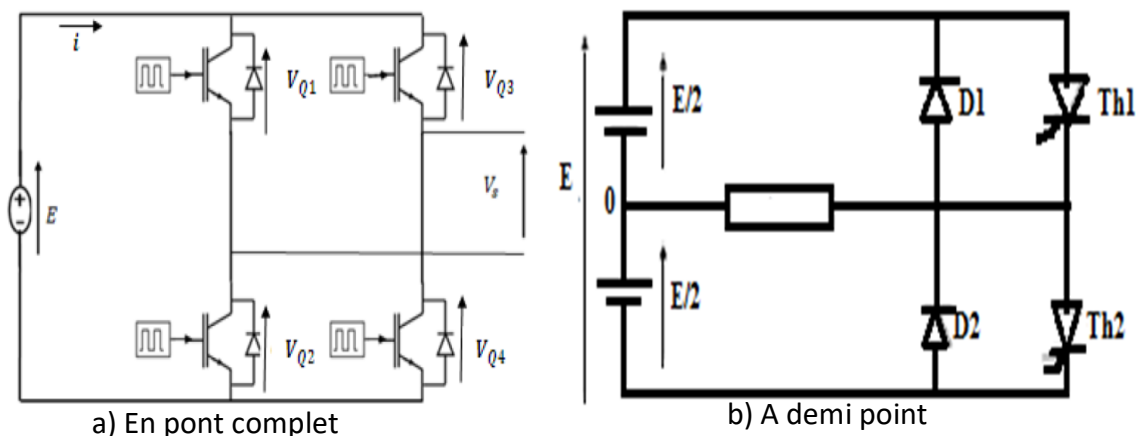 i
V_Q1
V_Q3
E
V_s
V_Q2
V_Q4
a) En pont complet
E/2
D1
Th1
E
0
E/2
D2
Th2
b) A demi point